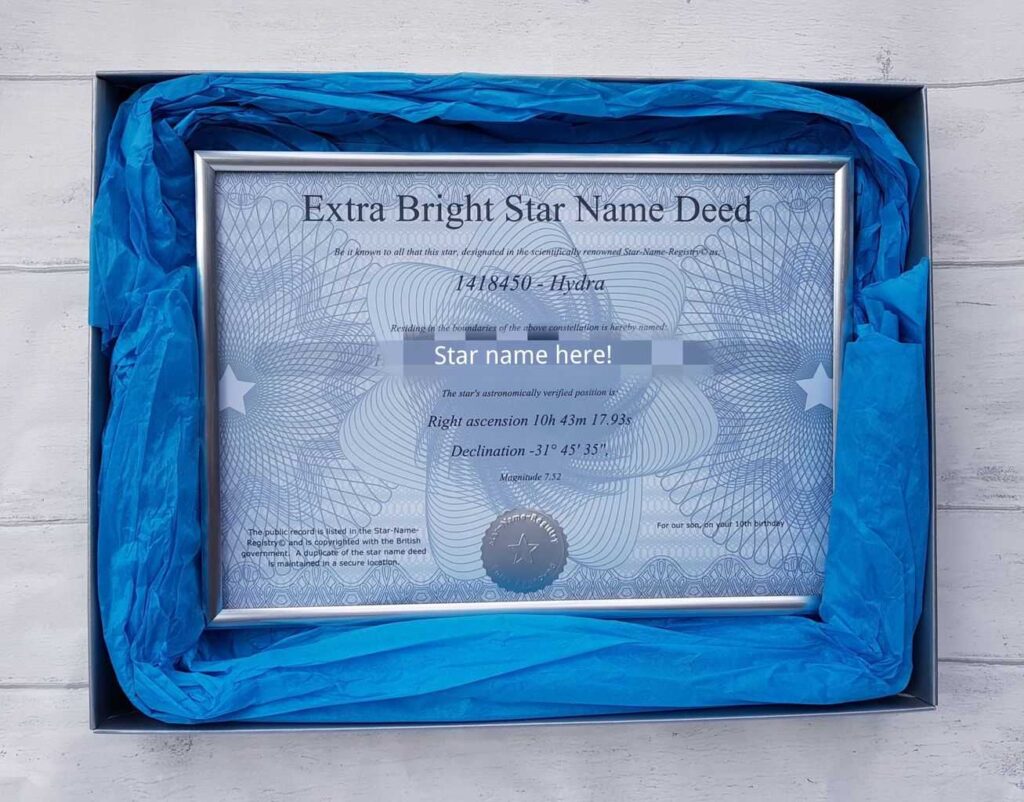 Extra Bright Star Name Deed
Be it known to all that this star, designated in the scientifically renowned Star-Name-Registry© as:
1418450 - Hydra
Residing in the boundaries of the above constellation is hereby named:
Star name here!
The star's astronomically verified position is:
Right ascension 10h 43m 17.93s
Declination -31° 45' 35",
Magnitude 7.52
The public record is listed in the Star-Name-
Registry© and is copyrighted with the British
government. A duplicate of the star name deed
is maintained in a secure location.
Star-Name-Registry
For our son, on your 10th birthday